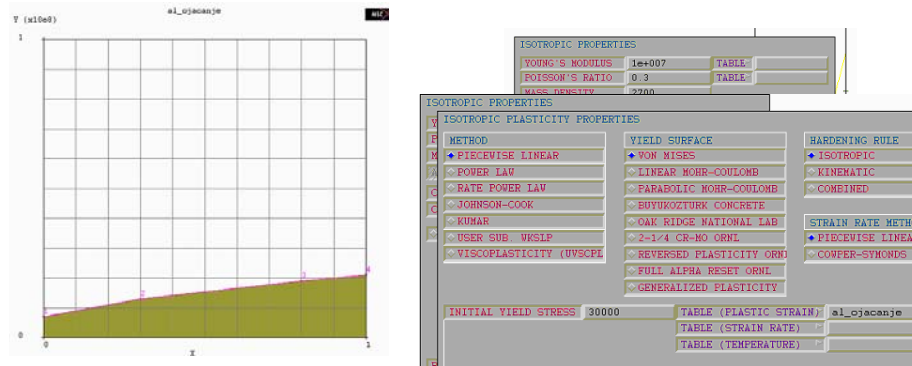 al_ojacanje
Y (x10e8)
1
1
2
3
4
0
0
1
X
ISOTROPIC PROPERTIES
YOUNG'S MODULUS 1e+007 TABLE
POISSON'S RATIO 0.3 TABLE
MASS DENSITY 2700
ISOTROPIC PROPERTIES
ISOTROPIC PLASTICITY PROPERTIES
METHOD
PIECEWISE LINEAR
POWER LAW
RATE POWER LAW
JOHNSON-COOK
KUMAR
USER SUB. WKSLP
VISCOPLASTICITY (UVSCPL
YIELD SURFACE
VON MISES
LINEAR MOHR-COULOMB
PARABOLIC MOHR-COULOMB
BUYUKOZTURK CONCRETE
OAK RIDGE NATIONAL LAB
2-1/4 CR-MO ORNL
REVERSED PLASTICITY ORNL
FULL ALPHA RESET ORNL
GENERALIZED PLASTICITY
HARDENING RULE
ISOTROPIC
KINEMATIC
COMBINED
STRAIN RATE METH
PIECEWISE LINEA
COWPER-SYMONDS
INITIAL YIELD STRESS 30000 TABLE (PLASTIC STRAIN) al_ojacanje
TABLE (STRAIN RATE)
TABLE (TEMPERATURE)